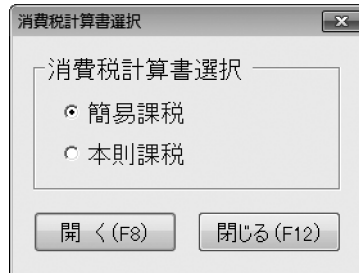 消費税計算書選択
消費税計算書選択
簡易課税
本則課税
開 く(F8)
閉じる(F12)